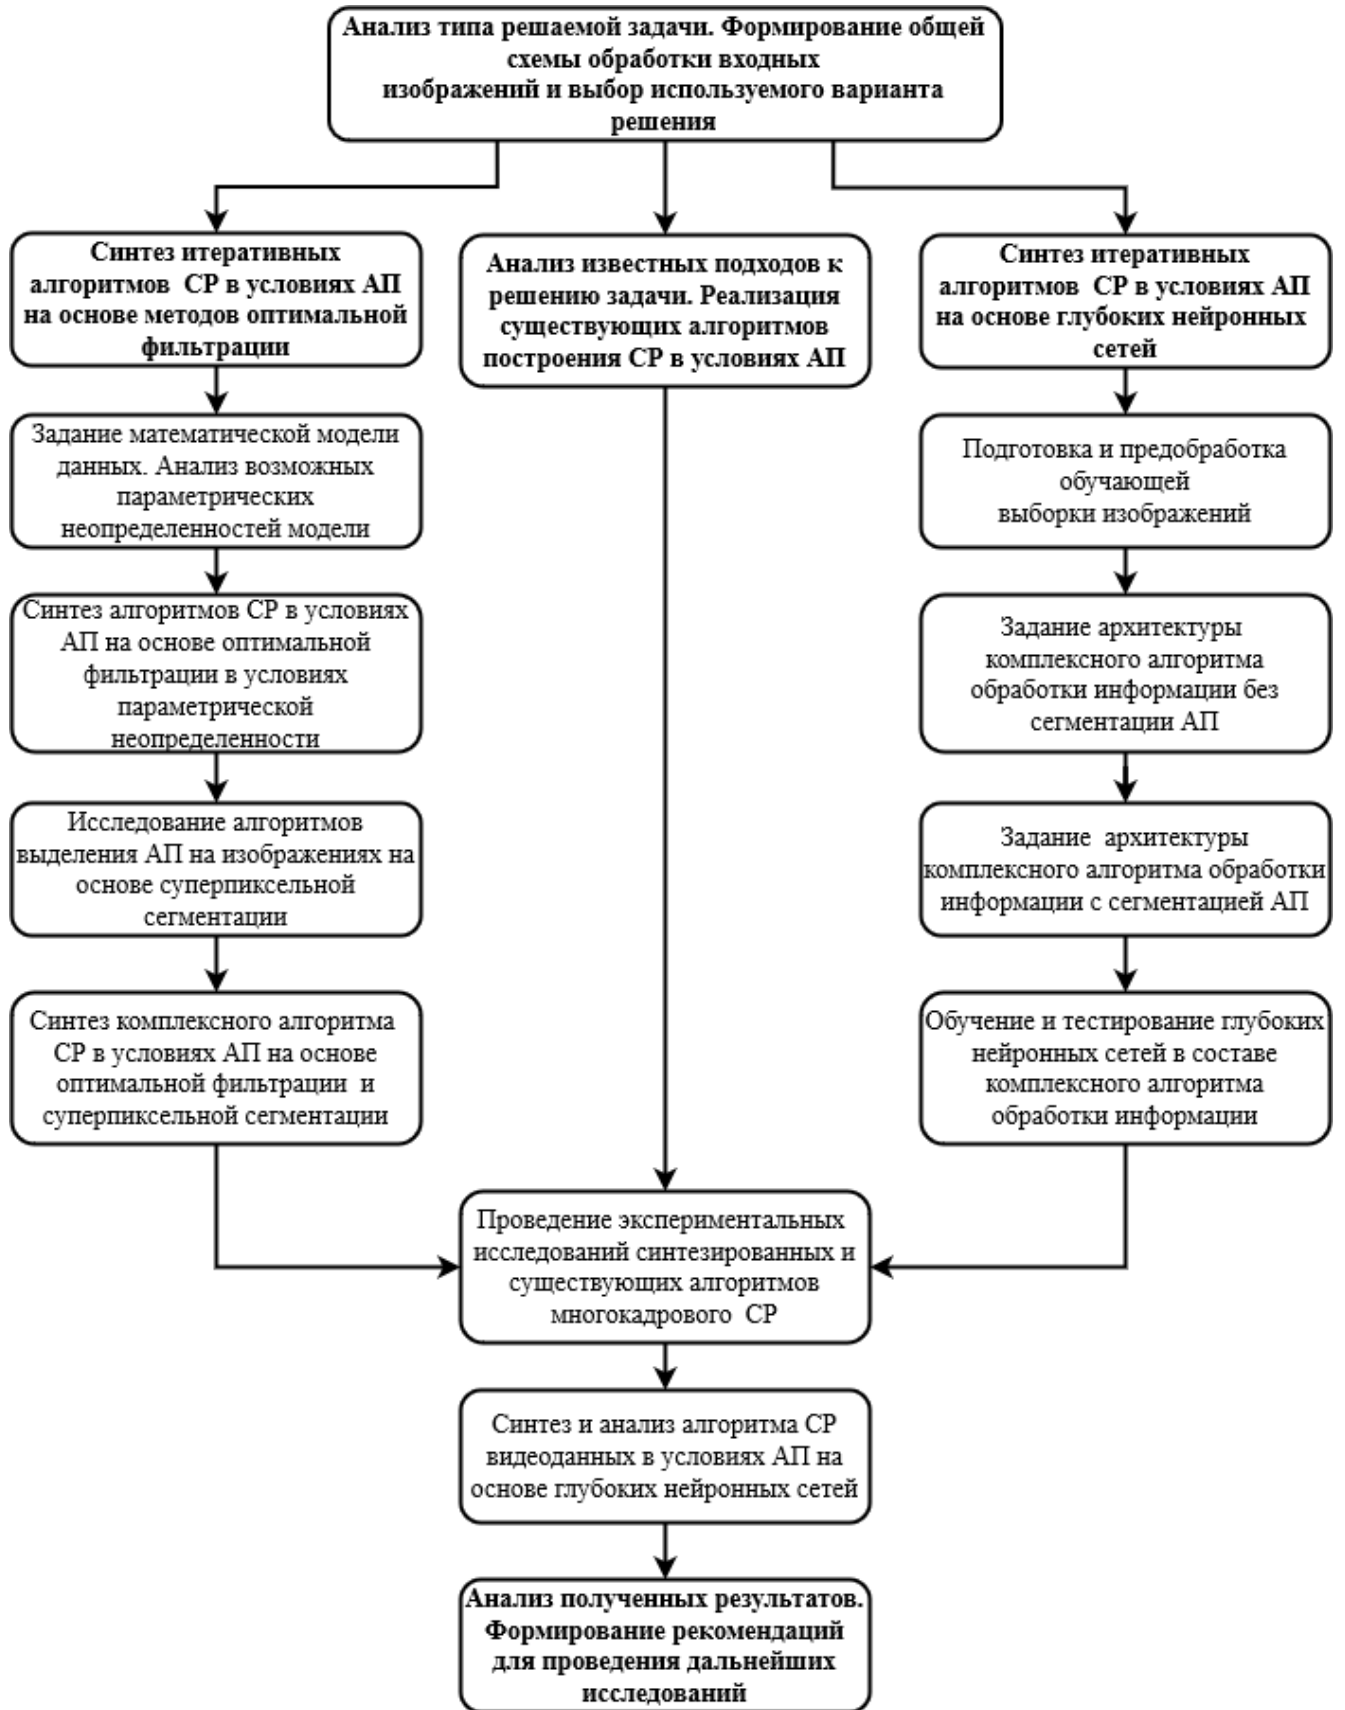 Анализ типа решаемой задачи. Формирование общей
схемы обработки входных
изображений и выбор используемого варианта
решения
Синтез итеративных
алгоритмов СР в условиях АП
на основе методов оптимальной
фильтрации
Анализ известных подходов к
решению задачи. Реализация
существующих алгоритмов
построения СР в условиях АП
Синтез итеративных
алгоритмов СР в условиях АП
на основе глубоких нейронных
сетей
Задание математической модели
данных. Анализ возможных
параметрических
неопределенностей модели
Подготовка и предобработка
обучающей
выборки изображений
Синтез алгоритмов СР в условиях
АП на основе оптимальной
фильтрации в условиях
параметрической
неопределенности
Задание архитектуры
комплексного алгоритма
обработки информации без
сегментации АП
Исследование алгоритмов
выделения АП на изображениях на
основе суперпиксельной
сегментации
Задание архитектуры
комплексного алгоритма обработки
информации с сегментацией АП
Синтез комплексного алгоритма
СР в условиях АП на основе
оптимальной фильтрации и
суперпиксельной сегментации
Обучение и тестирование глубоких
нейронных сетей в составе
комплексного алгоритма
обработки информации
Проведение экспериментальных
исследований синтезированных и
существующих алгоритмов
многокадрового СР
Синтез и анализ алгоритма СР
видеоданных в условиях АП на
основе глубоких нейронных сетей
Анализ полученных результатов.
Формирование рекомендаций
для проведения дальнейших
исследований